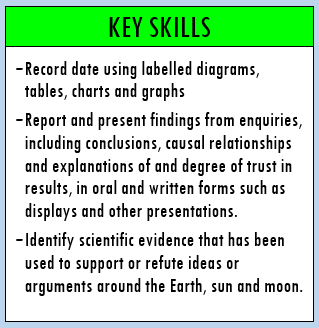 KEY SKILLS
–Record date using labelled diagrams,
tables, charts and graphs
–Report and present findings from enquiries,
including conclusions, causal relationships
and explanations of and degree of trust in
results, in oral and written forms such as
displays and other presentations.
–Identify scientific evidence that has been
used to support or refute ideas or
arguments around the Earth, sun and moon.